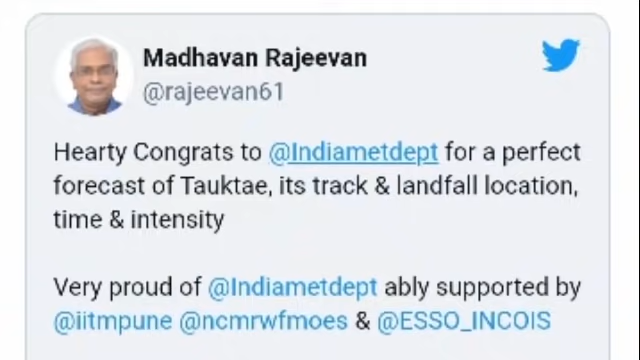 Madhavan Rajeevan
@rajeevan61
Hearty Congrats to @Indiametdept for a perfect
forecast of Tauktae, its track & landfall location,
time & intensity
Very proud of @Indiametdept ably supported by
@iitmpune @ncmrwfmoes & @ESSO_INCOIS